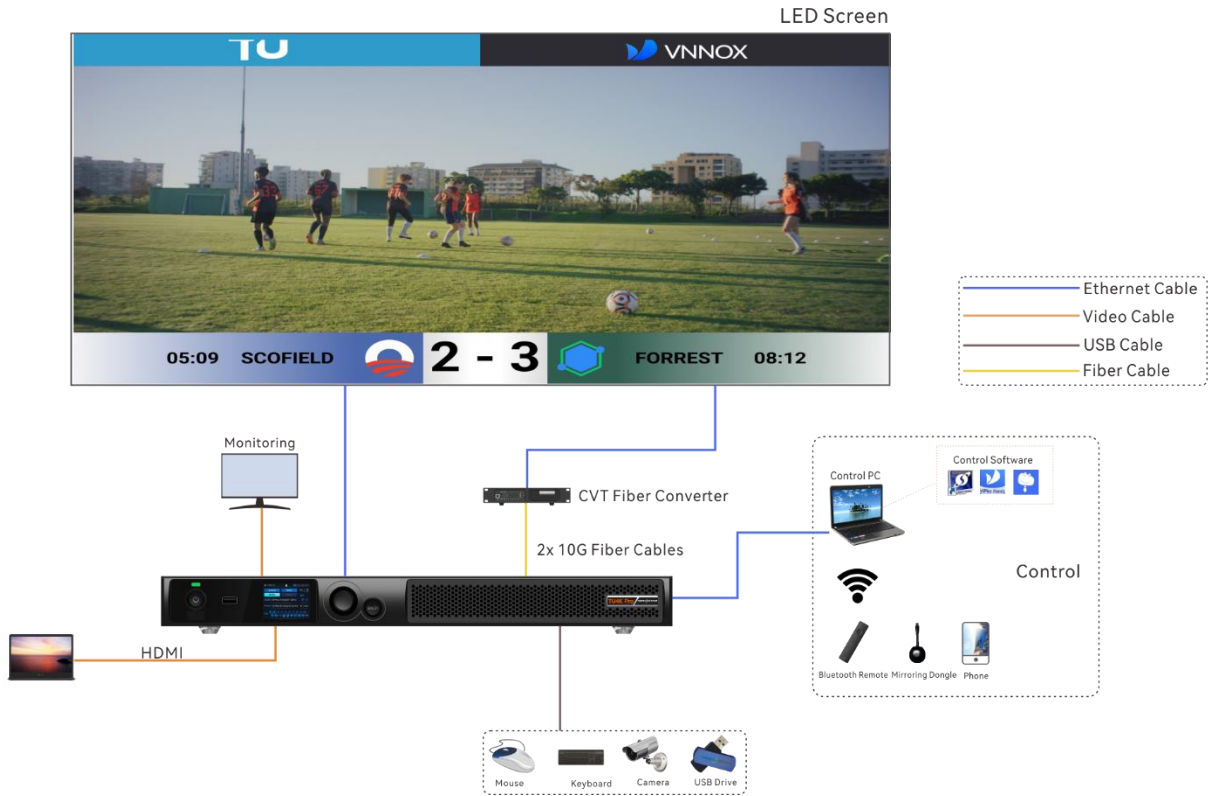 LED Screen
TU
VNNOX
05:09 SCOFIELD 2 - 3 FORREST 08:12
Ethernet Cable
Video Cable
USB Cable
Fiber Cable
Monitoring
CVT Fiber Converter
2x 10G Fiber Cables
Control Software
Control PC
Control
Bluetooth Remote
Mirroring Dongle
Phone
HDMI
Mouse
Keyboard
Camera
USB Drive